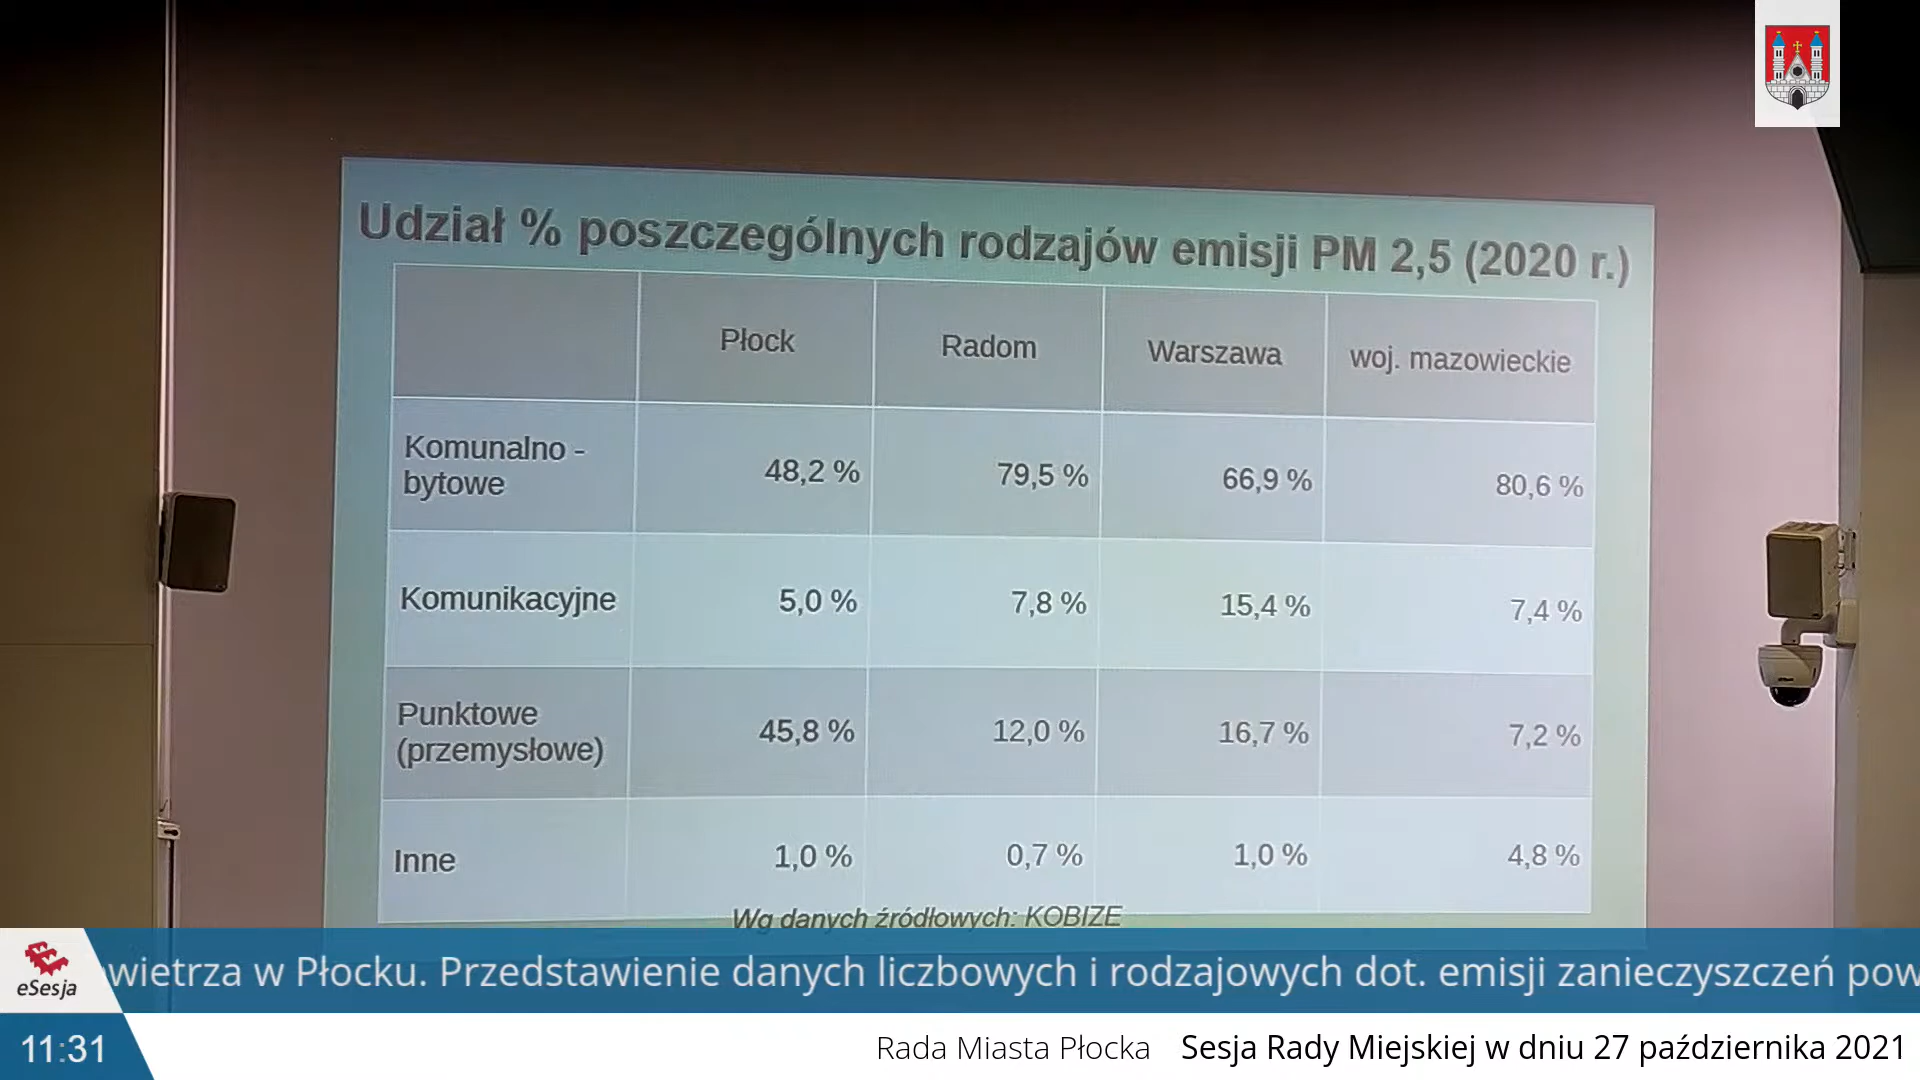 Udział % poszczególnych rodzajów emisji PM 2,5 (2020 r.)
Płock Radom Warszawa woj. mazowieckie
Komunalno -
bytowe
48,2 % 79,5 % 66,9 % 80,6 %
Komunikacyjne 5,0 % 7,8 % 15,4 % 7,4 %
Punktowe
(przemysłowe)
45,8 % 12,0 % 16,7 % 7,2 %
Inne 1,0 % 0,7 % 1,0 % 4,8 %
Wg danych źródłowych: KOBIZE
eSesja
wietrza w Płocku. Przedstawienie danych liczbowych i rodzajowych dot. emisji zanieczyszczeń pow
11:31
Rada Miasta Płocka Sesja Rady Miejskiej w dniu 27 października 2021